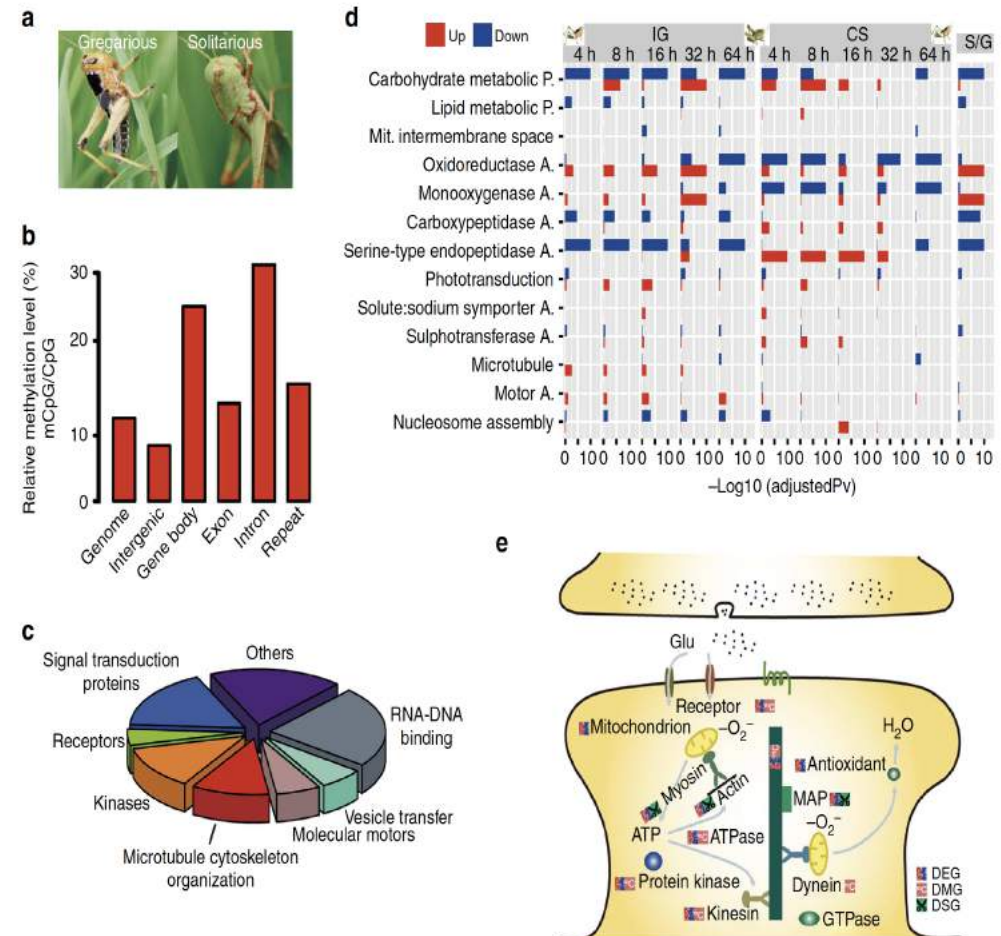 a
Gregarious Solitarious
b
Relative methylation level (%)
mCpG/CpG
30
20
10
0
Genome
Intergenic
Gene body
Exon
Intron
Repeat
c
Others
Signal transduction
proteins
RNA-DNA
binding
Receptors
Kinases
Vesicle transfer
Molecular motors
Microtubule cytoskeleton
organization
d
Up Down
IG CS S/G
4 h 8 h 16 h 32 h 64 h 4 h 8 h 16 h 32 h 64 h
Carbohydrate metabolic P.
Lipid metabolic P.
Mit. intermembrane space
Oxidoreductase A.
Monooxygenase A.
Carboxypeptidase A.
Serine-type endopeptidase A.
Phototransduction
Solute:sodium symporter A.
Sulphotransferase A.
Microtubule
Motor A.
Nucleosome assembly
0 10 0 10 0 10 0 10 0 10 0 10 0 10 0 10 0 10 0 10 0 10
–Log10 (adjustedPv)
e
Glu
Receptor
Mitochondrion
–O₂⁻
H₂O
Myosin
Actin
Antioxidant
MAP
–O₂⁻
ATP
ATPase
Protein kinase
Dynein
Kinesin
GTPase
DEG
DMG
DSG